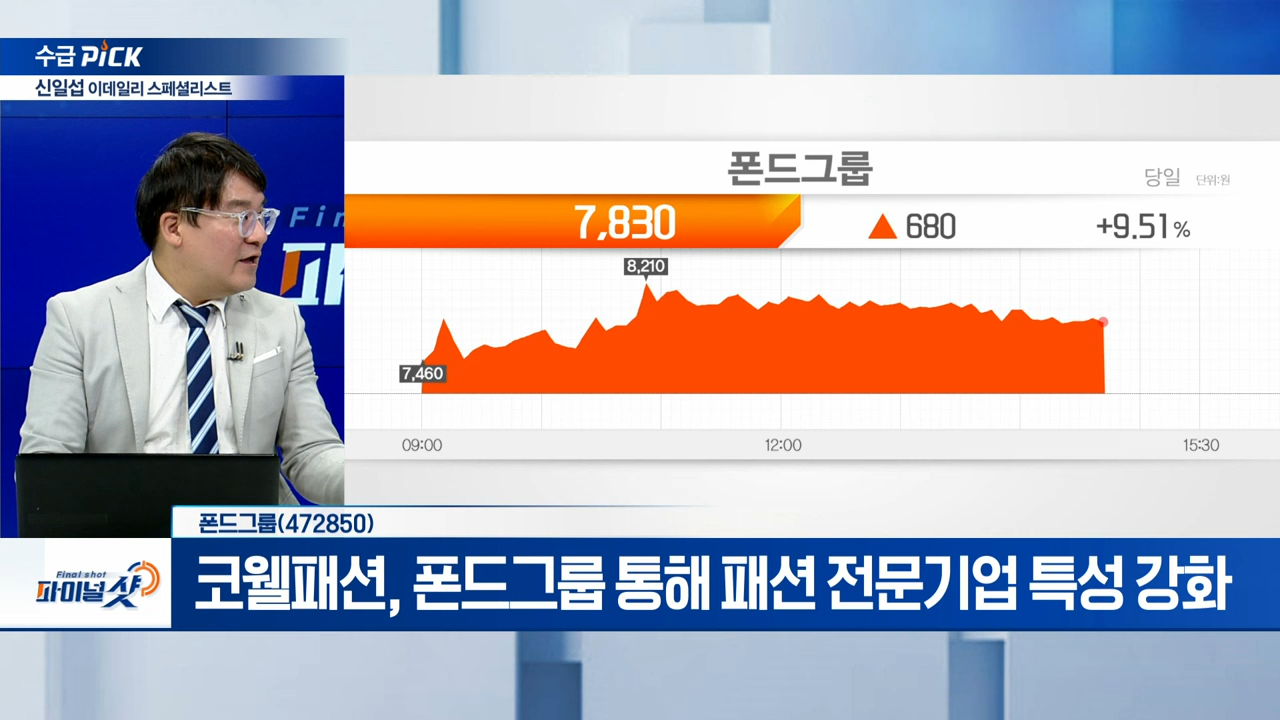 수급 PICK
신일섭 이데일리 스페셜리스트
Fin
파
폰드그룹
당일 단위:원
7,830 ▲ 680 +9.51%
8,210
7,460
09:00 12:00 15:30
폰드그룹(472850)
Final shot
파이널샷
코웰패션, 폰드그룹 통해 패션 전문기업 특성 강화